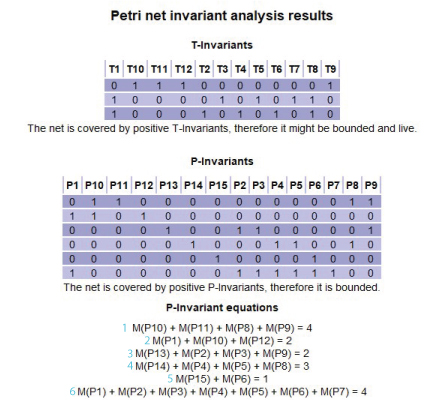 Petri net invariant analysis results
T-Invariants
T1 T10 T11 T12 T2 T3 T4 T5 T6 T7 T8 T9
0 1 1 1 0 0 0 0 0 0 0 1
1 0 0 0 0 1 0 1 0 1 1 0
1 0 0 0 1 0 1 0 1 0 1 0
The net is covered by positive T-Invariants, therefore it might be bounded and live.
P-Invariants
P1 P10 P11 P12 P13 P14 P15 P2 P3 P4 P5 P6 P7 P8 P9
0 1 1 0 0 0 0 0 0 0 0 0 0 1 1
1 1 0 1 0 0 0 0 0 0 0 0 0 0 0
0 0 0 0 1 0 0 1 1 0 0 0 0 0 1
0 0 0 0 0 1 0 0 0 1 1 0 0 1 0
0 0 0 0 0 0 1 0 0 0 0 1 0 0 0
1 0 0 0 0 0 0 1 1 1 1 1 1 0 0
The net is covered by positive P-Invariants, therefore it is bounded.
P-Invariant equations
1 M(P10) + M(P11) + M(P8) + M(P9) = 4
2 M(P1) + M(P10) + M(P12) = 2
3 M(P13) + M(P2) + M(P3) + M(P9) = 2
4 M(P14) + M(P4) + M(P5) + M(P8) = 3
5 M(P15) + M(P6) = 1
6 M(P1) + M(P2) + M(P3) + M(P4) + M(P5) + M(P6) + M(P7) = 4